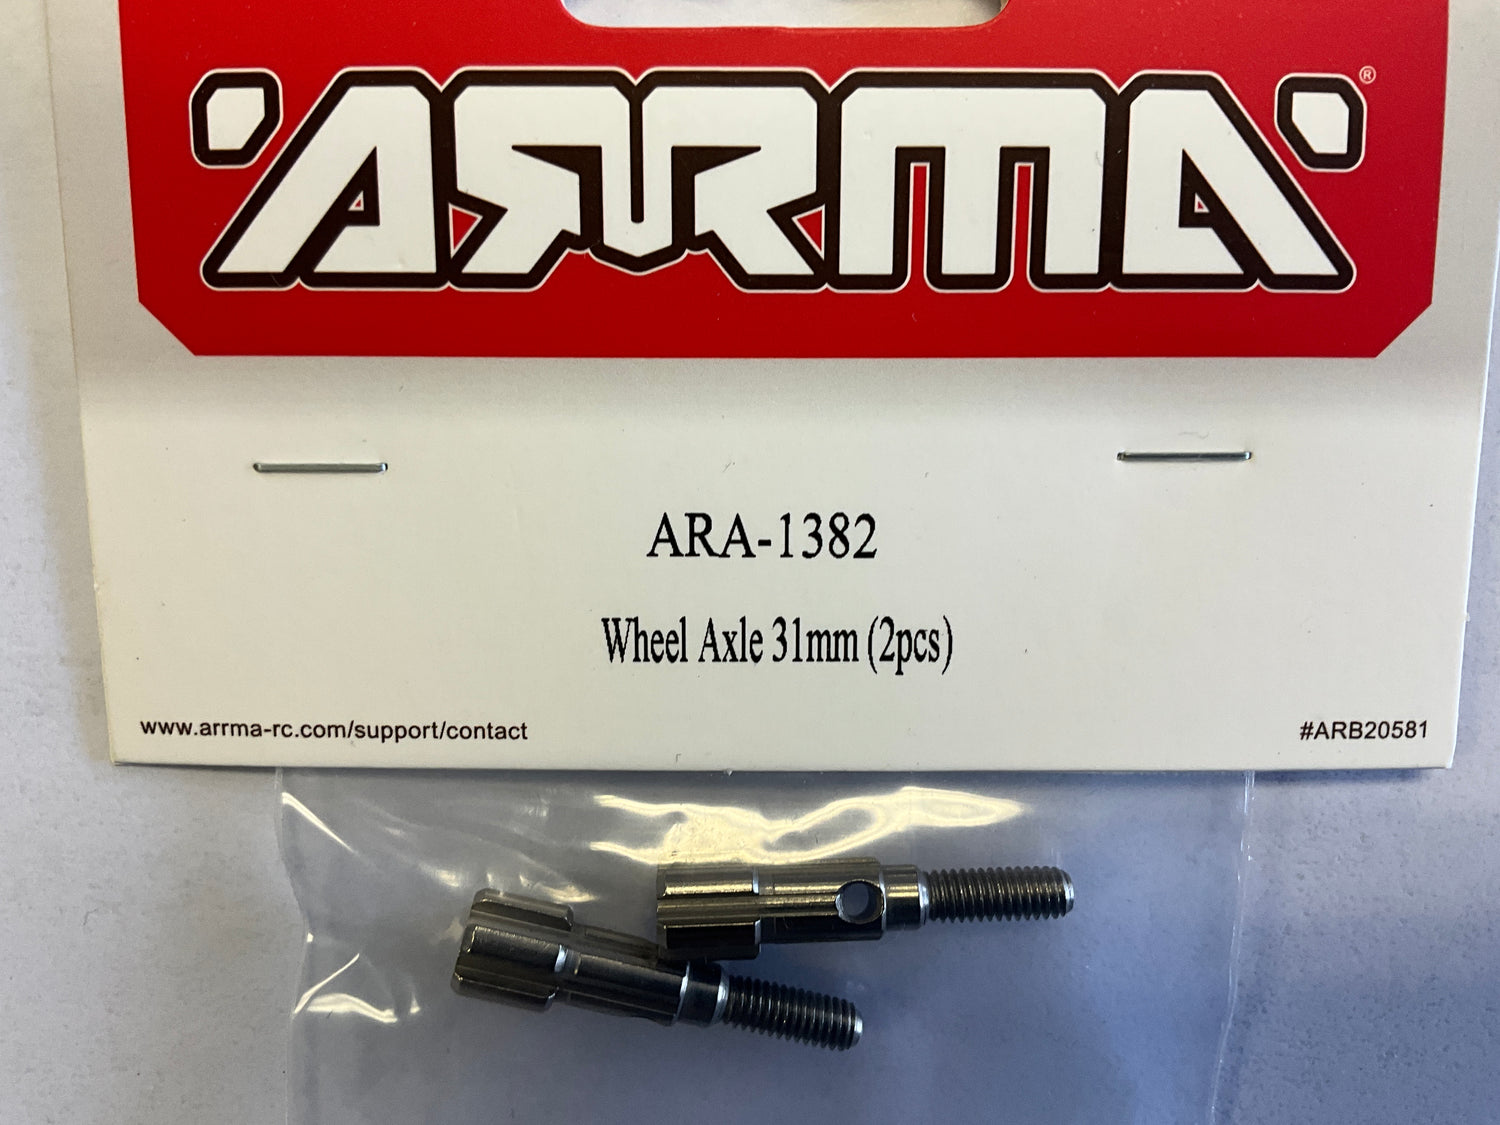 ARRMA®
ARA-1382
Wheel Axle 31mm (2pcs)
www.arrma-rc.com/support/contact
#ARB20581